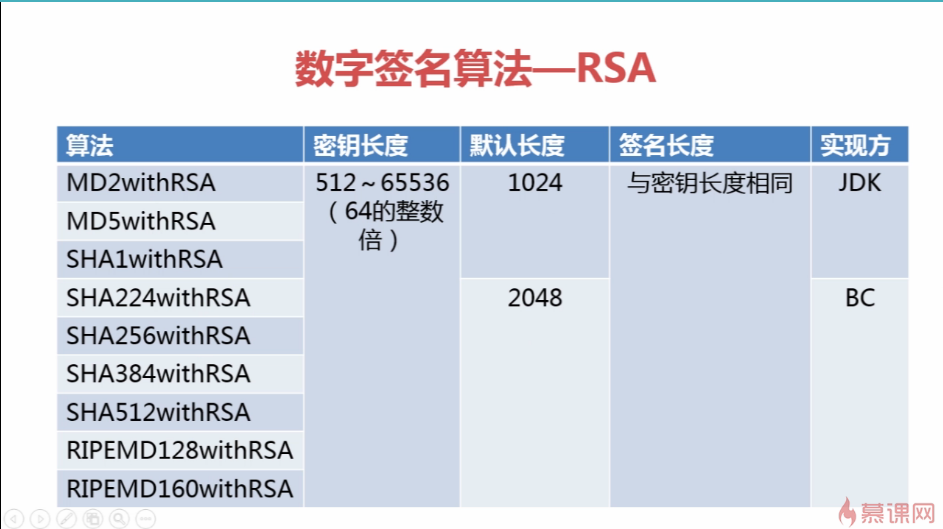 数字签名算法—RSA
算法 密钥长度 默认长度 签名长度 实现方
MD2withRSA 512～65536 1024 与密钥长度相同 JDK
（64的整数
MD5withRSA
倍）
SHA1withRSA
SHA224withRSA 2048 BC
SHA256withRSA
SHA384withRSA
SHA512withRSA
RIPEMD128withRSA
RIPEMD160withRSA
慕课网